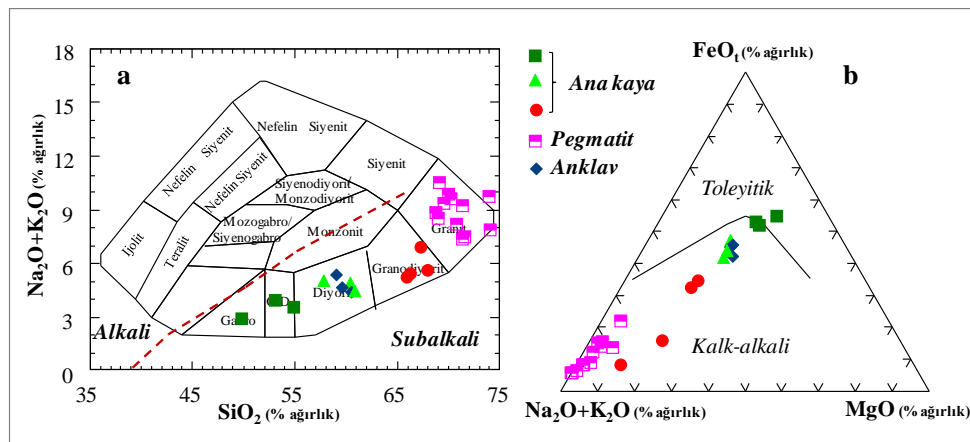 a
Na₂O+K₂O (% ağırlık)
18
15
12
9
6
3
0
35
45
55
65
75
SiO₂ (% ağırlık)
Nefelin Siyenit
Nefelin Siyenit
Nefelin Siyenit
Siyenit
Ijolit
Teralit
Siyenodiyorit
Monzodiyorit
Mozogabro/
Siyenogabro
Monzonit
Granit
Granodiyorit
Diyorit
Gabro
Alkali
Subalkali
Ana kaya
Pegmatit
Anklav
b
FeOₜ (% ağırlık)
Toleyitik
Kalk-alkali
Na₂O+K₂O (% ağırlık)
MgO (% ağırlık)